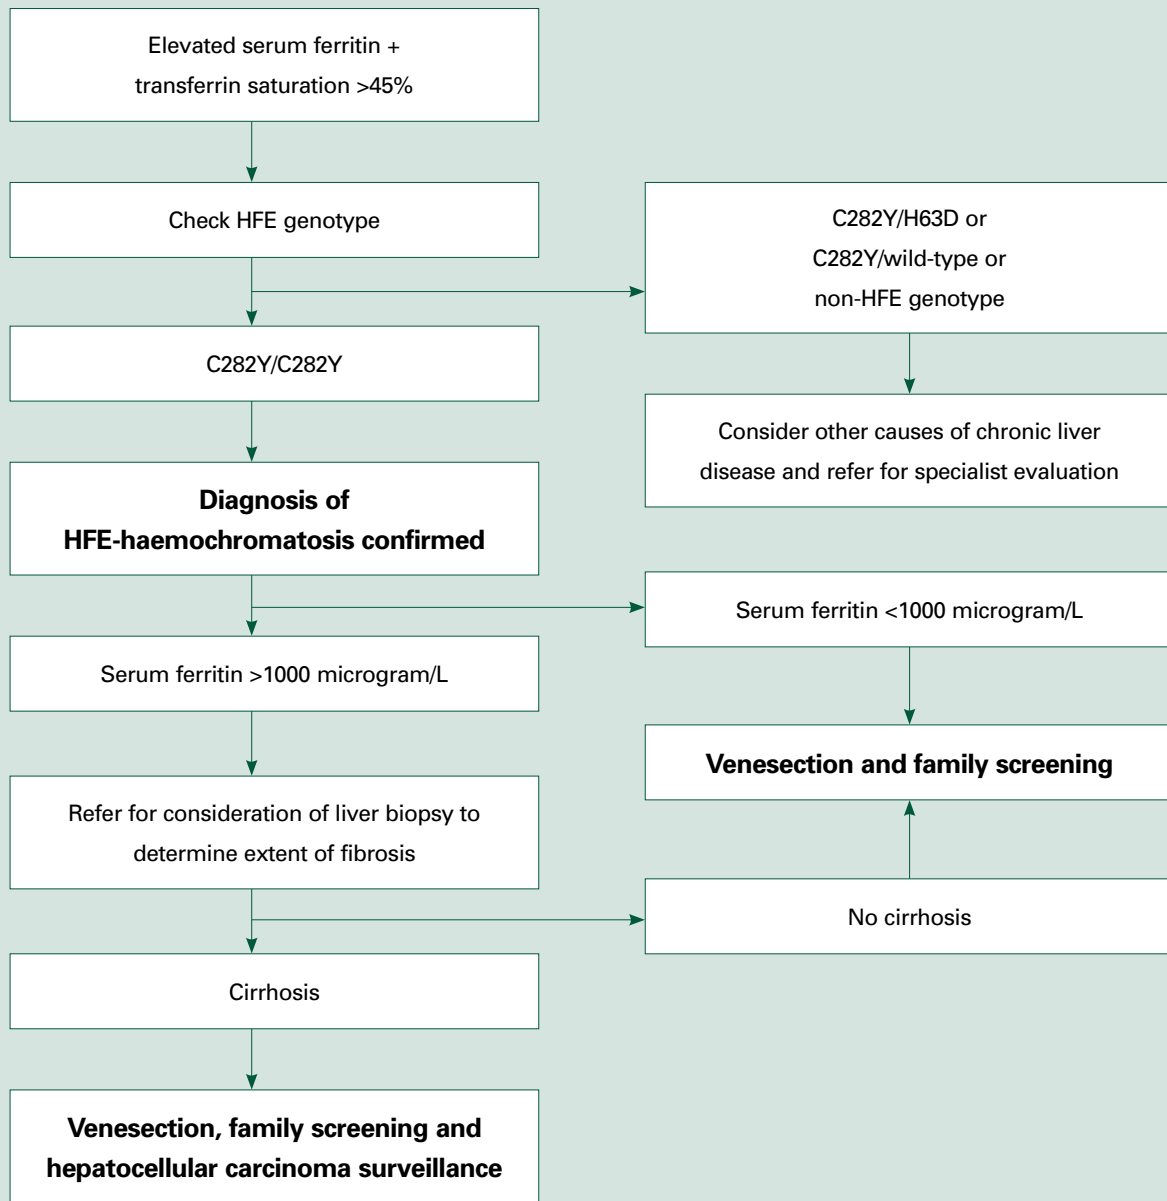 Elevated serum ferritin +
transferrin saturation >45%
Check HFE genotype
C282Y/H63D or
C282Y/wild-type or
non-HFE genotype
C282Y/C282Y
Consider other causes of chronic liver
disease and refer for specialist evaluation
Diagnosis of
HFE-haemochromatosis confirmed
Serum ferritin <1000 microgram/L
Serum ferritin >1000 microgram/L
Venesection and family screening
Refer for consideration of liver biopsy to
determine extent of fibrosis
No cirrhosis
Cirrhosis
Venesection, family screening and
hepatocellular carcinoma surveillance